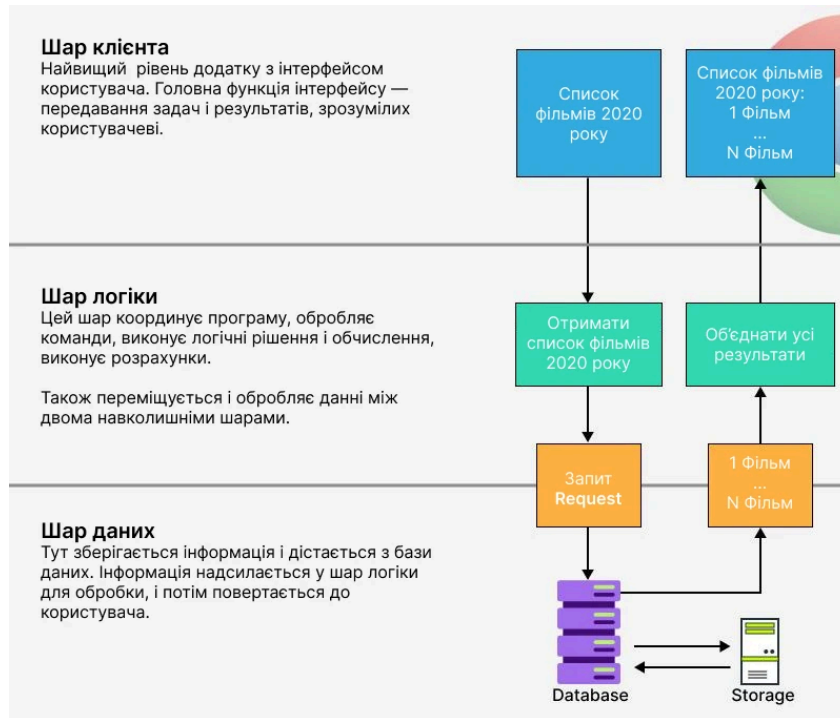 Шар клієнта
Найвищий рівень додатку з інтерфейсом
користувача. Головна функція інтерфейсу —
передавання задач і результатів, зрозумілих
користувачеві.
Список
фільмів 2020
року
Список фільмів
2020 року:
1 Фільм
...
N Фільм
Шар логіки
Цей шар координує програму, обробляє
команди, виконує логічні рішення і обчислення,
виконує розрахунки.
Також переміщується і обробляє данні між
двома навколишніми шарами.
Отримати
список фільмів
2020 року
Об'єднати усі
результати
Запит
Request
1 Фільм
...
N Фільм
Шар даних
Тут зберігається інформація і дістається з бази
даних. Інформація надсилається у шар логіки
для обробки, і потім повертається до
користувача.
Database
Storage